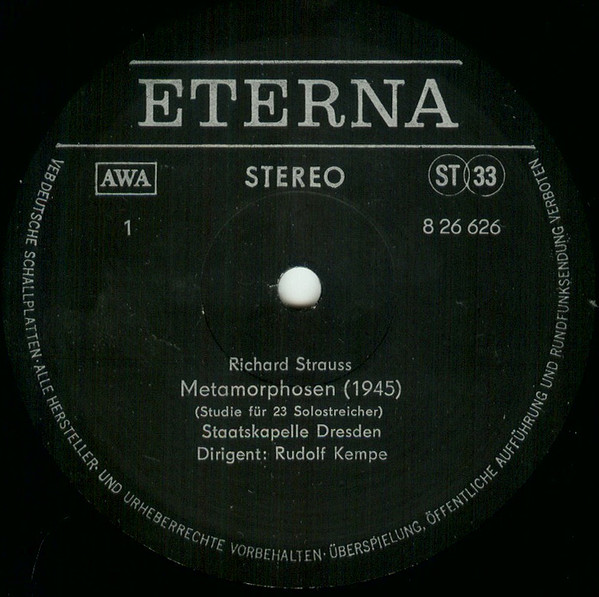 ETERNA
AWA
STEREO
ST 33
1
8 26 626
Richard Strauss
Metamorphosen (1945)
(Studie für 23 Solostreicher)
Staatskapelle Dresden
Dirigent: Rudolf Kempe
VEB DEUTSCHE SCHALLPLATTEN · ALLE HERSTELLER- UND URHEBERRECHTE VORBEHALTEN · ÜBERSPIELUNG, ÖFFENTLICHE AUFFÜHRUNG UND RUNDFUNKSENDUNG VERBOTEN